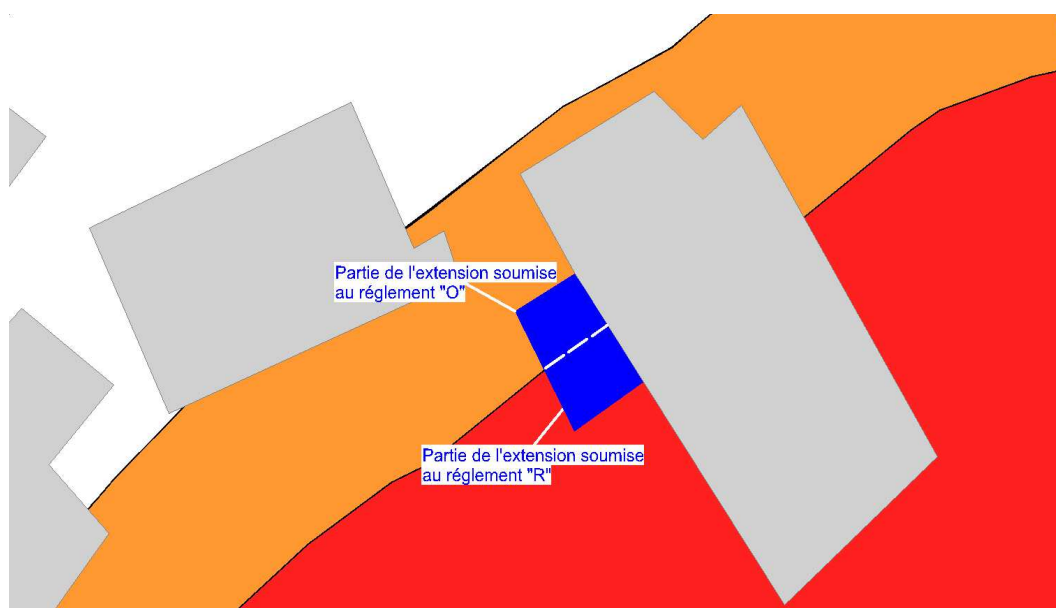 Partie de l'extension soumise
au réglement "O"
Partie de l'extension soumise
au réglement "R"